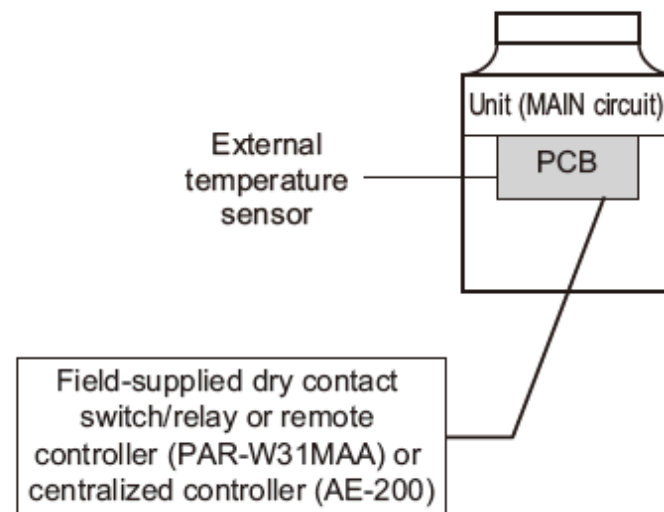 Unit (MAIN circuit)
PCB
External
temperature
sensor
Field-supplied dry contact
switch/relay or remote
controller (PAR-W31MAA) or
centralized controller (AE-200)